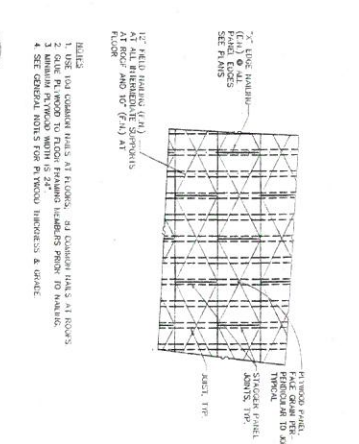 "X" EDGE NAILING
(E.N.) @ ALL
PANEL EDGES
SEE PLANS
12" FIELD NAILING (F.N.)
AT ALL INTERMEDIATE SUPPORTS
AT ROOF AND 10" (F.N.) AT
FLOOR
PLYWOOD PANEL
FACE GRAIN PER-
PENDICULAR TO JO
TYPICAL
STAGGER PANEL
JOINTS, TYP.
JOIST, TYP.
NOTES
1. USE 10d COMMON NAILS AT FLOORS, 8d COMMON NAILS AT ROOFS
2. GLUE PLYWOOD TO FLOOR FRAMING MEMBERS PRIOR TO NAILING.
3. MINIMUM PLYWOOD WIDTH IS 24".
4. SEE GENERAL NOTES FOR PLYWOOD THICKNESS & GRADE.